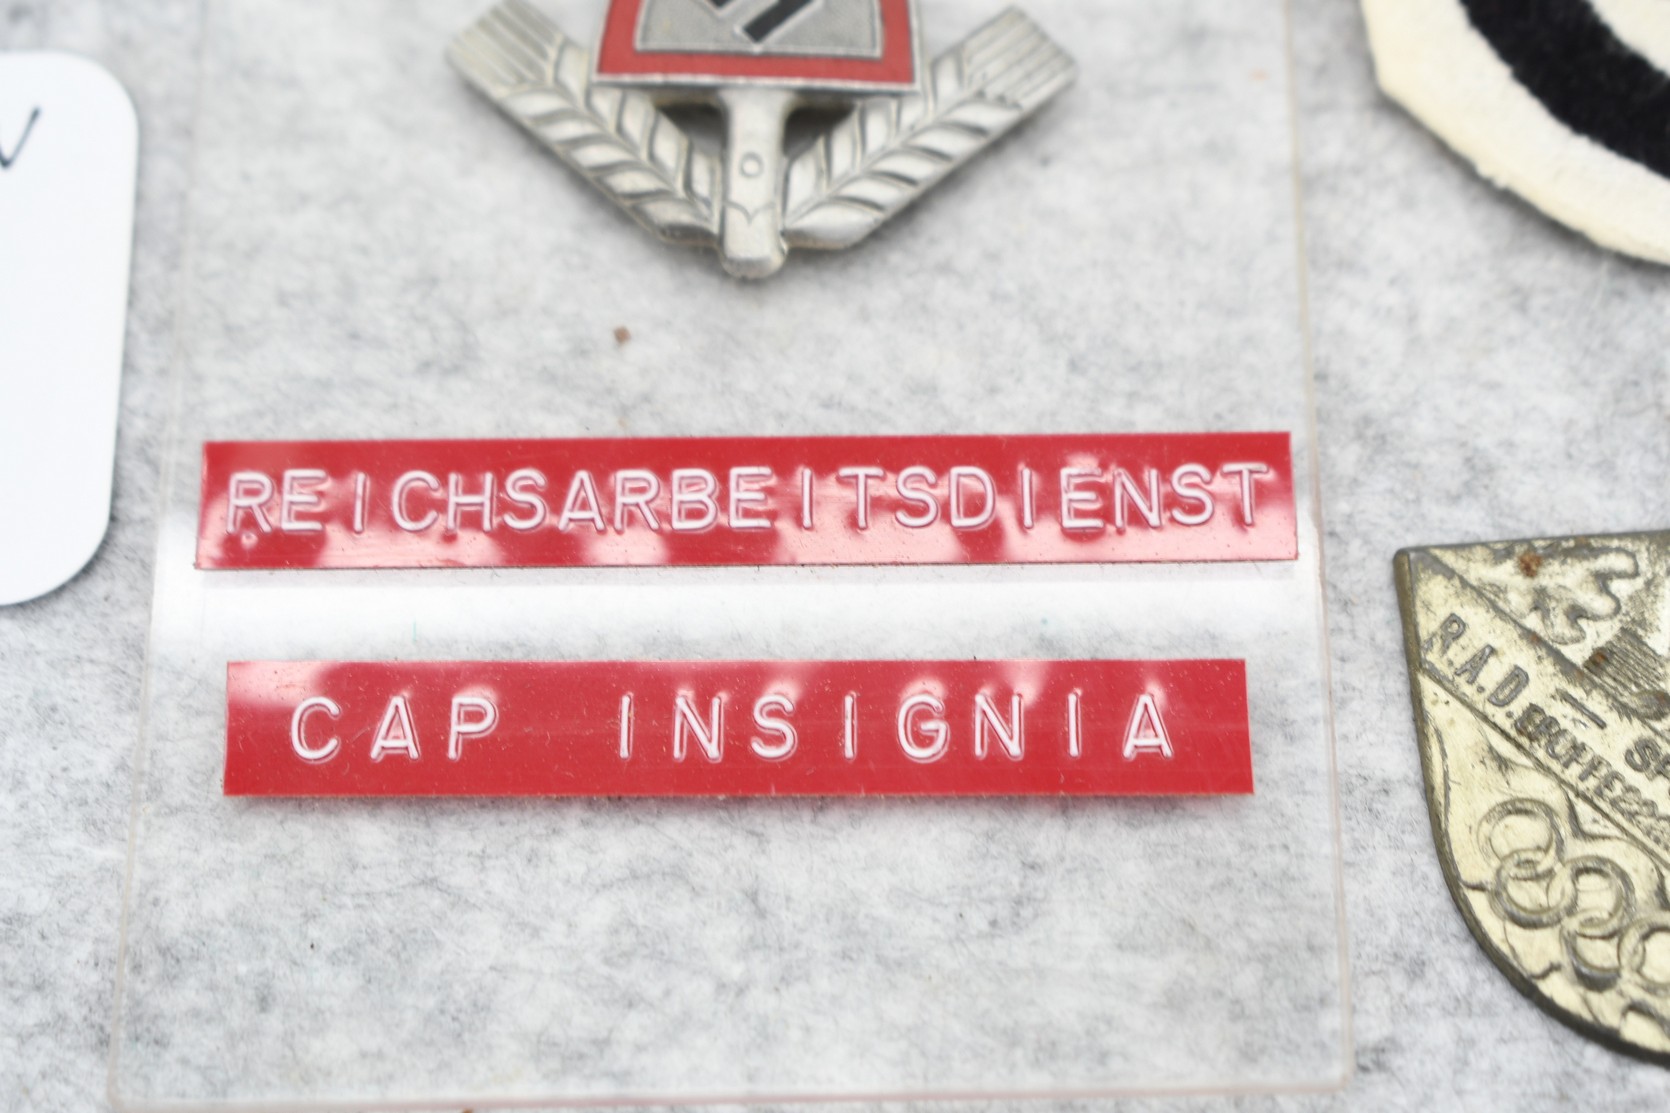 REICHSARBEITSDIENST
CAP INSIGNIA
R.A.D.